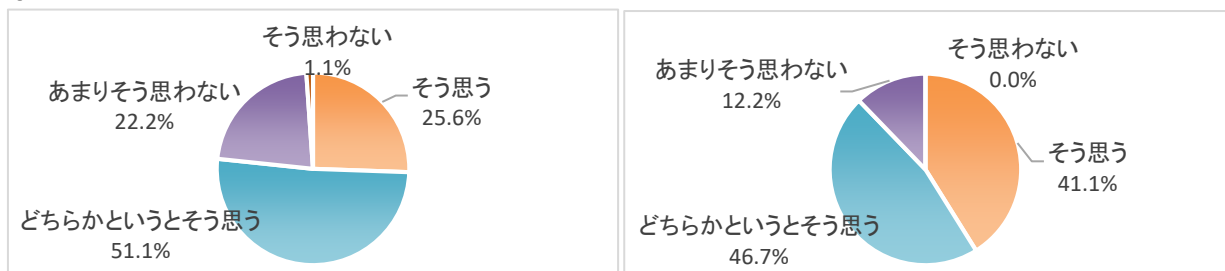 そう思わない
1.1%
そう思う
25.6%
あまりそう思わない
22.2%
どちらかというとそう思う
51.1%
そう思わない
0.0%
あまりそう思わない
12.2%
そう思う
41.1%
どちらかというとそう思う
46.7%